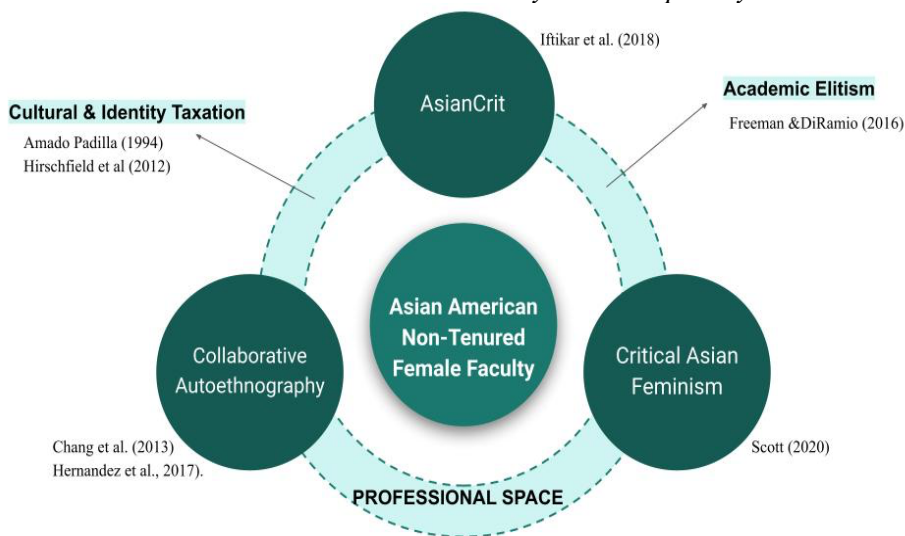 Iftikar et al. (2018)
AsianCrit
Cultural & Identity Taxation
Amado Padilla (1994)
Hirschfield et al (2012)
Academic Elitism
Freeman &DiRamio (2016)
Asian American
Non-Tenured
Female Faculty
Collaborative
Autoethnography
Critical Asian
Feminism
Chang et al. (2013)
Hernandez et al., 2017).
Scott (2020)
PROFESSIONAL SPACE